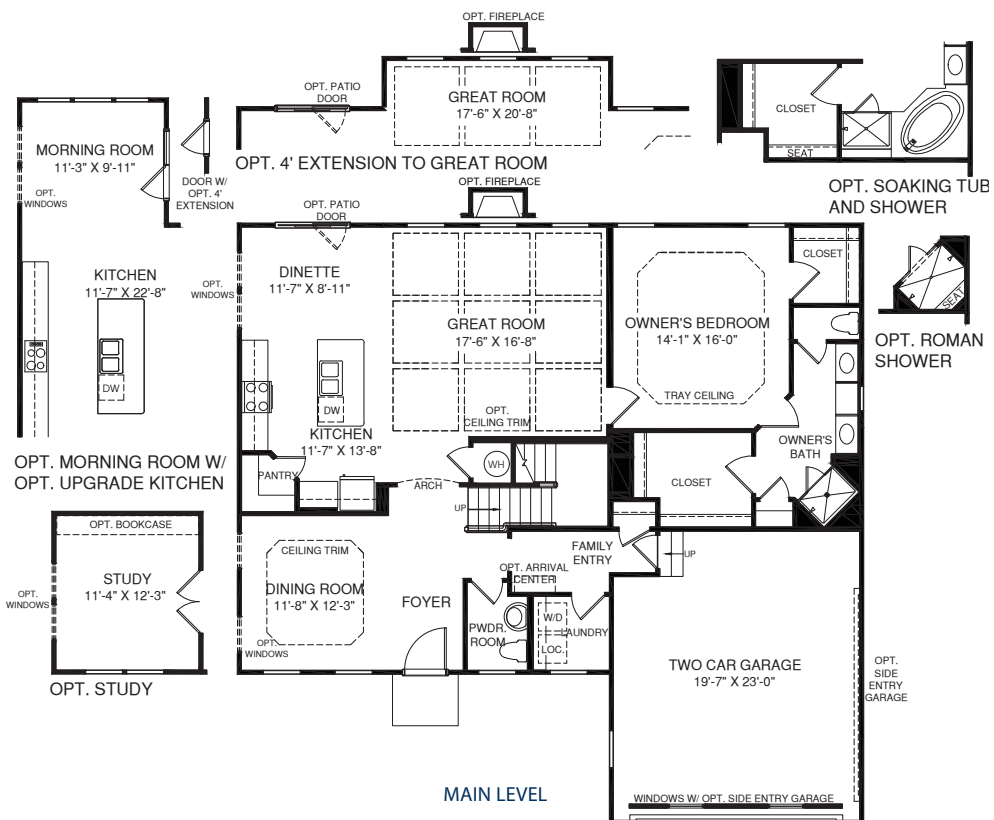 OPT. FIREPLACE
OPT. PATIO
DOOR
GREAT ROOM
17'-6" X 20'-8"
OPT. 4' EXTENSION TO GREAT ROOM
MORNING ROOM
11'-3" X 9'-11"
OPT.
WINDOWS
DOOR W/
OPT. 4'
EXTENSION
KITCHEN
11'-7" X 22'-8"
DW
OPT. MORNING ROOM W/
OPT. UPGRADE KITCHEN
CLOSET
SEAT
OPT. SOAKING TUB
AND SHOWER
SEAT
OPT. ROMAN
SHOWER
OPT. FIREPLACE
OPT. PATIO
DOOR
OPT.
WINDOWS
DINETTE
11'-7" X 8'-11"
GREAT ROOM
17'-6" X 16'-8"
OPT.
CEILING TRIM
OWNER'S BEDROOM
14'-1" X 16'-0"
TRAY CEILING
CLOSET
DW
KITCHEN
11'-7" X 13'-8"
PANTRY
ARCH
WH
UP
CLOSET
OWNER'S
BATH
OPT. BOOKCASE
STUDY
11'-4" X 12'-3"
OPT.
WINDOWS
OPT. STUDY
CEILING TRIM
DINING ROOM
11'-8" X 12'-3"
OPT.
WINDOWS
FOYER
FAMILY
ENTRY
UP
OPT. ARRIVAL
CENTER
PWDR.
ROOM
W/D
LAUNDRY
LOC.
TWO CAR GARAGE
19'-7" X 23'-0"
OPT.
SIDE
ENTRY
GARAGE
WINDOWS W/ OPT. SIDE ENTRY GARAGE
MAIN LEVEL